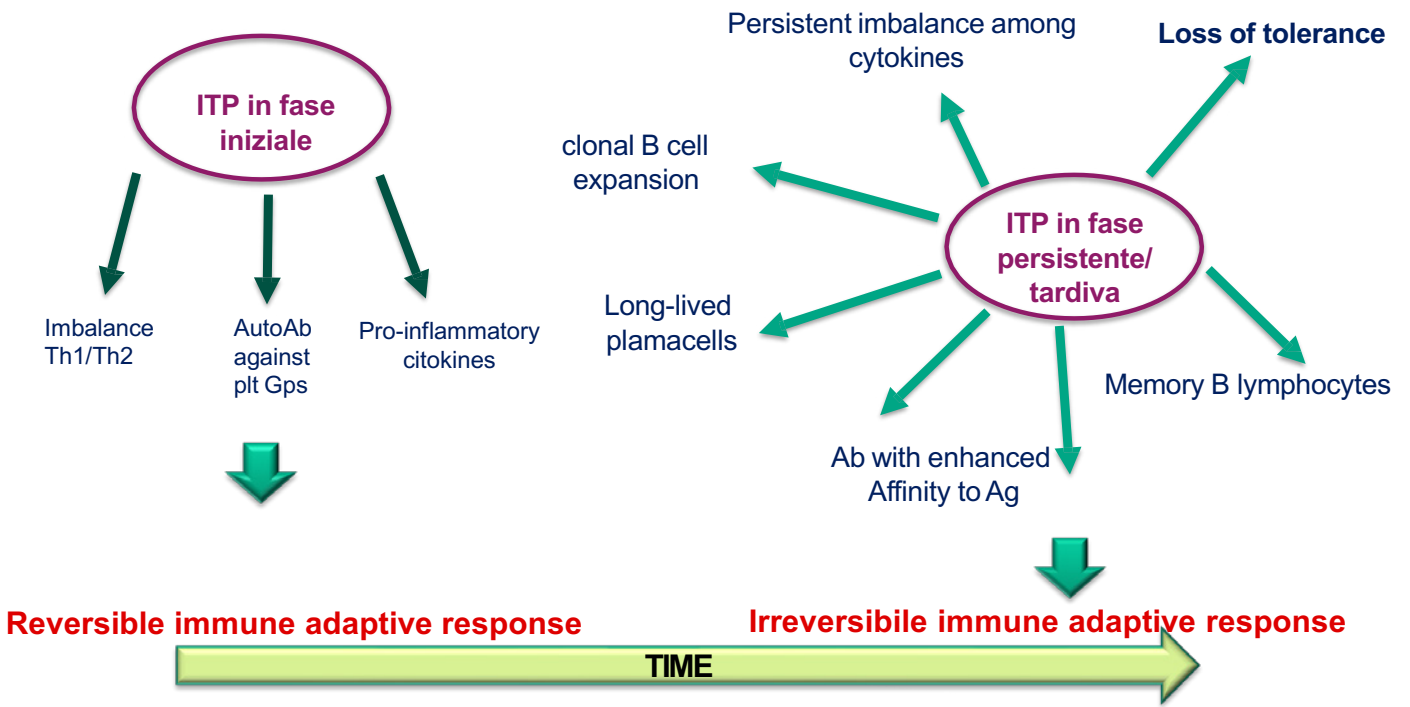 ITP in fase
iniziale
Imbalance
Th1/Th2
AutoAb
against
plt Gps
Pro-inflammatory
citokines
Reversible immune adaptive response
Persistent imbalance among
cytokines
Loss of tolerance
clonal B cell
expansion
ITP in fase
persistente/
tardiva
Long-lived
plamacells
Memory B lymphocytes
Ab with enhanced
Affinity to Ag
Irreversibile immune adaptive response
TIME